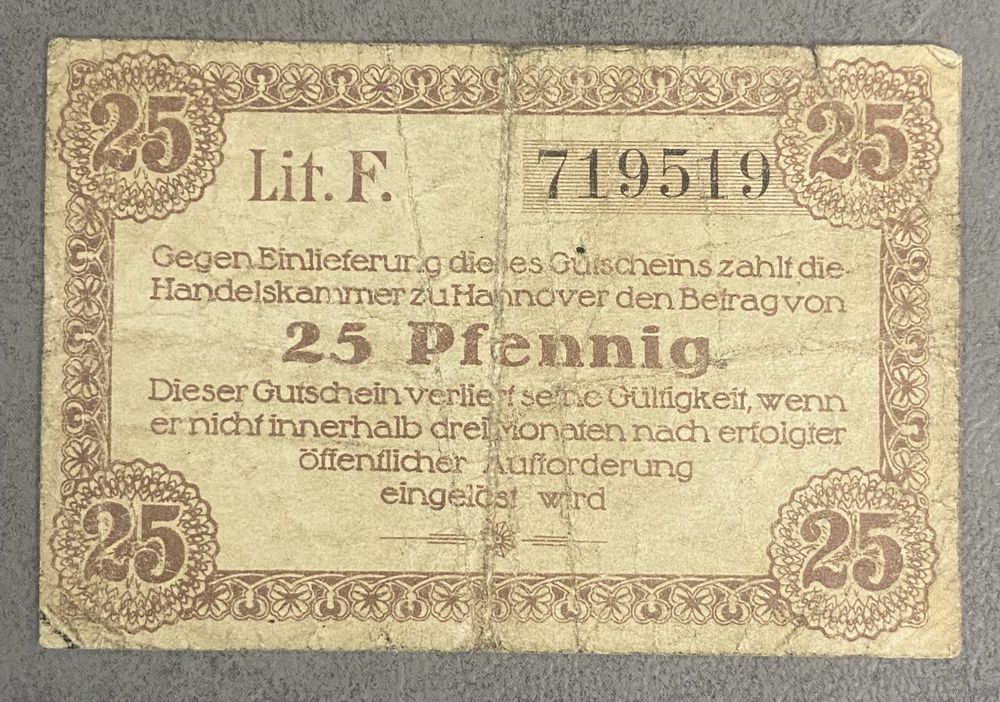 25 25
Lit. F. 719519
Gegen Einlieferung dieses Gutscheins zahlt die
Handelskammer zu Hannover den Betrag von
25 Pfennig.
Dieser Gutschein verliert seine Gültigkeit, wenn
er nicht innerhalb drei Monaten nach erfolgter
öffentlicher Aufforderung
eingelöst wird
25 25